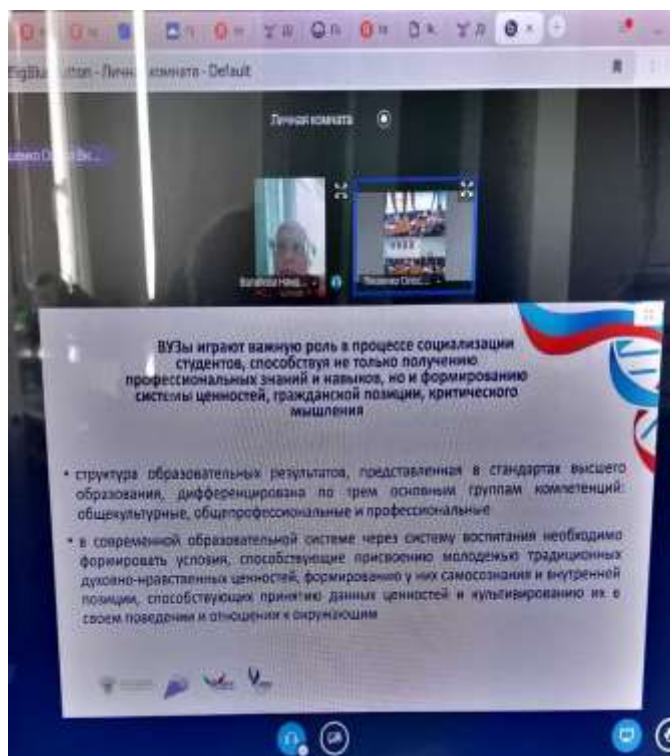 - Личная комната - Default
Личная комната
ВУЗы играют важную роль в процессе социализации
студентов, способствуя не только получению
профессиональных знаний и навыков, но и формированию
системы ценностей, гражданской позиции, критического
мышления
• структура образовательных результатов, представленная в стандартах высшего
образования, дифференцирована по трем основным группам компетенций:
общекультурные, общепрофессиональные и профессиональные
• в современной образовательной системе через систему воспитания необходимо
формировать условия, способствующие присвоению молодежью традиционных
духовно-нравственных ценностей, формированию у них самосознания и внутренней
позиции, способствующих принятию данных ценностей и культивированию их в
своем поведении и отношении к окружающим